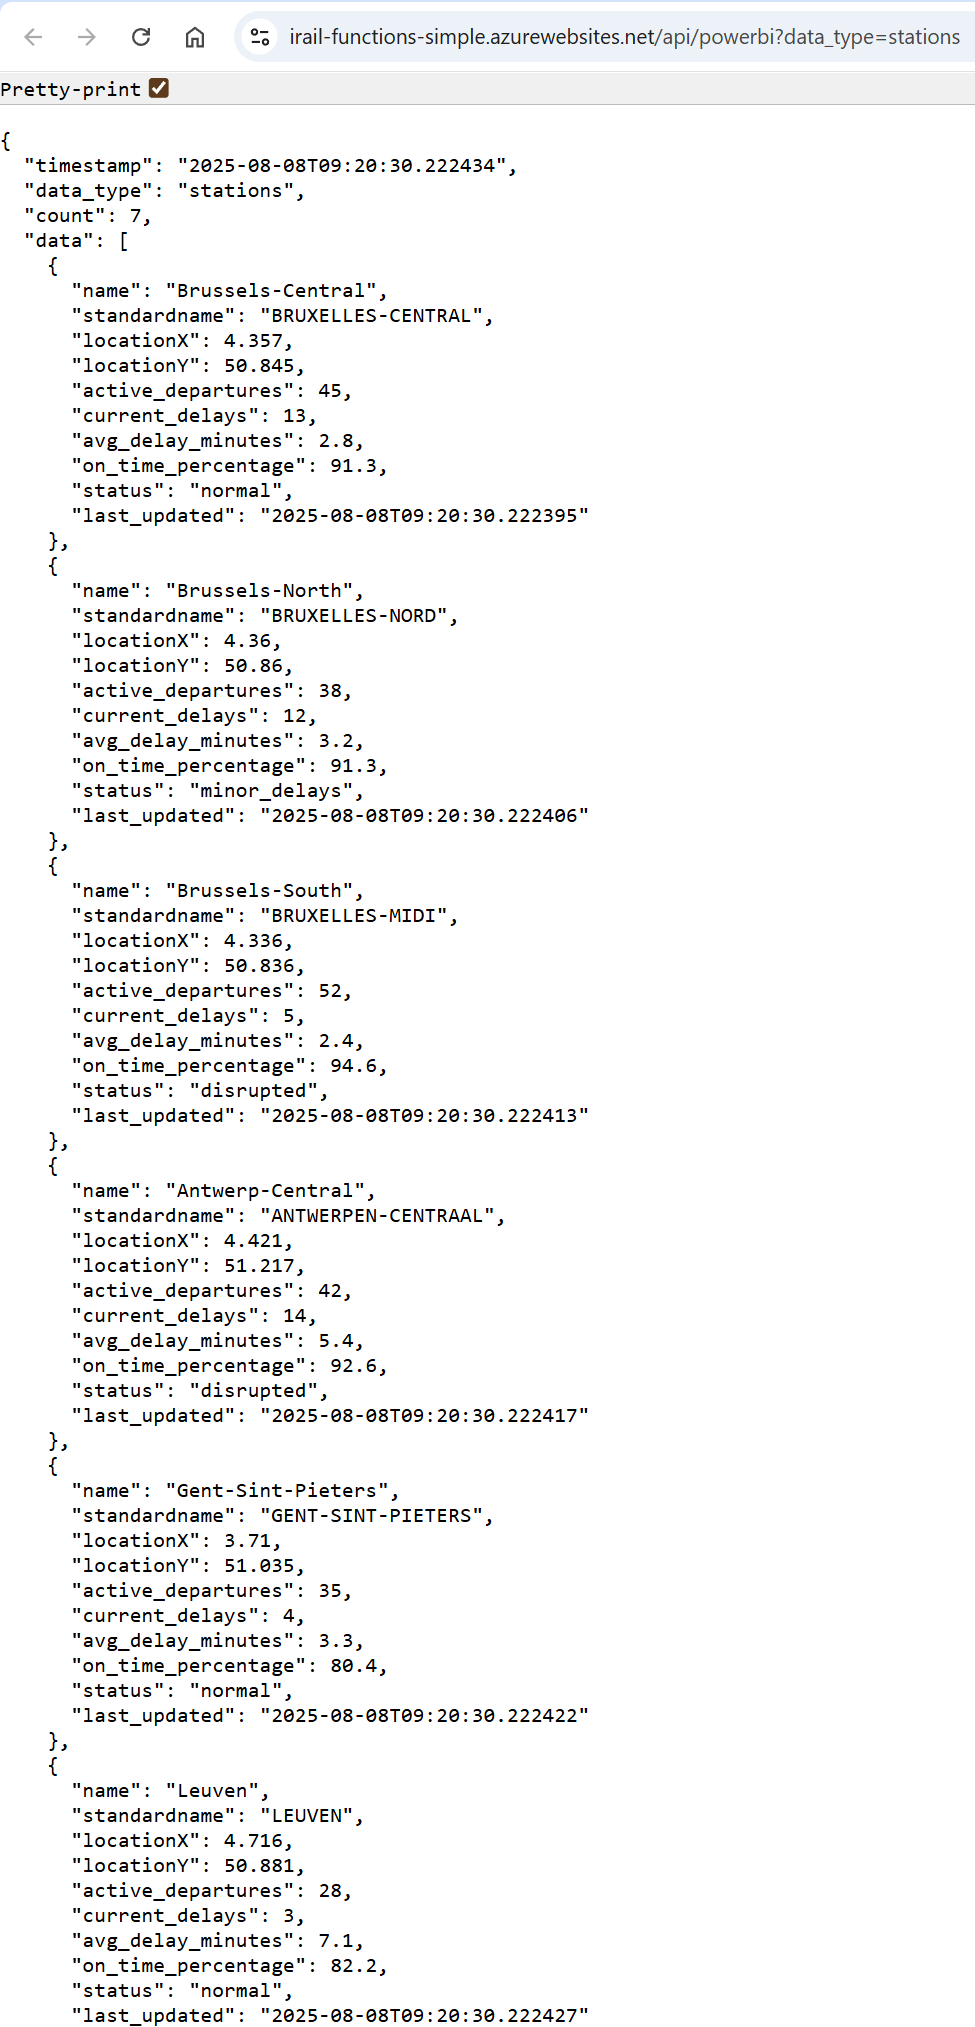 irail-functions-simple.azurewebsites.net/api/powerbi?data_type=stations
Pretty-print
{
  "timestamp": "2025-08-08T09:20:30.222434",
  "data_type": "stations",
  "count": 7,
  "data": [
    {
      "name": "Brussels-Central",
      "standardname": "BRUXELLES-CENTRAL",
      "locationX": 4.357,
      "locationY": 50.845,
      "active_departures": 45,
      "current_delays": 13,
      "avg_delay_minutes": 2.8,
      "on_time_percentage": 91.3,
      "status": "normal",
      "last_updated": "2025-08-08T09:20:30.222395"
    },
    {
      "name": "Brussels-North",
      "standardname": "BRUXELLES-NORD",
      "locationX": 4.36,
      "locationY": 50.86,
      "active_departures": 38,
      "current_delays": 12,
      "avg_delay_minutes": 3.2,
      "on_time_percentage": 91.3,
      "status": "minor_delays",
      "last_updated": "2025-08-08T09:20:30.222406"
    },
    {
      "name": "Brussels-South",
      "standardname": "BRUXELLES-MIDI",
      "locationX": 4.336,
      "locationY": 50.836,
      "active_departures": 52,
      "current_delays": 5,
      "avg_delay_minutes": 2.4,
      "on_time_percentage": 94.6,
      "status": "disrupted",
      "last_updated": "2025-08-08T09:20:30.222413"
    },
    {
      "name": "Antwerp-Central",
      "standardname": "ANTWERPEN-CENTRAAL",
      "locationX": 4.421,
      "locationY": 51.217,
      "active_departures": 42,
      "current_delays": 14,
      "avg_delay_minutes": 5.4,
      "on_time_percentage": 92.6,
      "status": "disrupted",
      "last_updated": "2025-08-08T09:20:30.222417"
    },
    {
      "name": "Gent-Sint-Pieters",
      "standardname": "GENT-SINT-PIETERS",
      "locationX": 3.71,
      "locationY": 51.035,
      "active_departures": 35,
      "current_delays": 4,
      "avg_delay_minutes": 3.3,
      "on_time_percentage": 80.4,
      "status": "normal",
      "last_updated": "2025-08-08T09:20:30.222422"
    },
    {
      "name": "Leuven",
      "standardname": "LEUVEN",
      "locationX": 4.716,
      "locationY": 50.881,
      "active_departures": 28,
      "current_delays": 3,
      "avg_delay_minutes": 7.1,
      "on_time_percentage": 82.2,
      "status": "normal",
      "last_updated": "2025-08-08T09:20:30.222427"